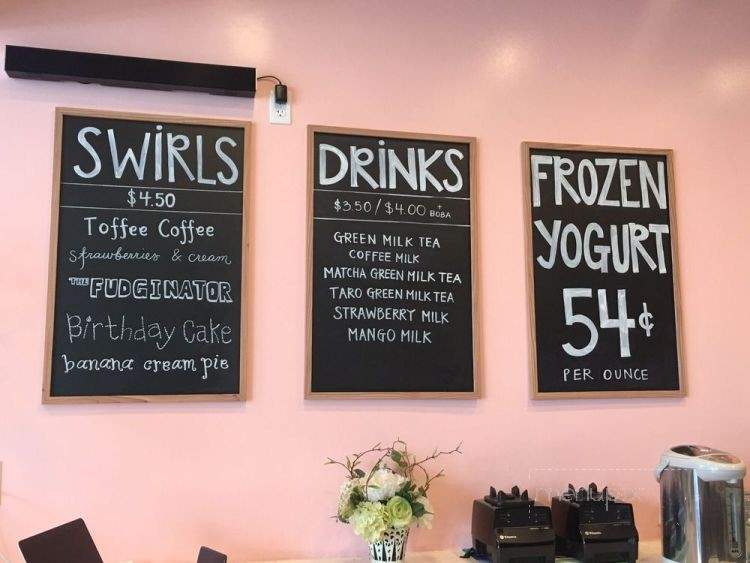 SWIRLS
$4.50
Toffee Coffee
strawberries & cream
THE FUDGINATOR
Birthday Cake
banana cream pie
DRINKS
$3.50 / $4.00 + BOBA
GREEN MILK TEA
COFFEE MILK
MATCHA GREEN MILK TEA
TARO GREEN MILK TEA
STRAWBERRY MILK
MANGO MILK
FROZEN
YOGURT
54¢
PER OUNCE
menupix